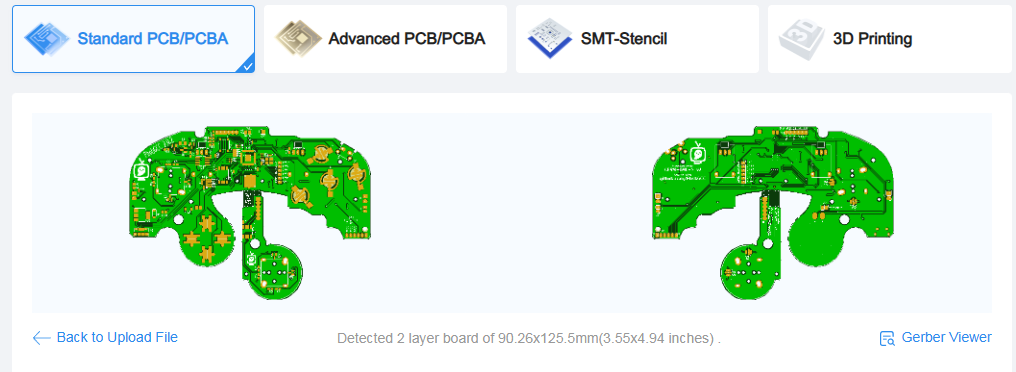 Standard PCB/PCBA
Advanced PCB/PCBA
SMT-Stencil
3D Printing
Back to Upload File
Detected 2 layer board of 90.26x125.5mm(3.55x4.94 inches) .
Gerber Viewer